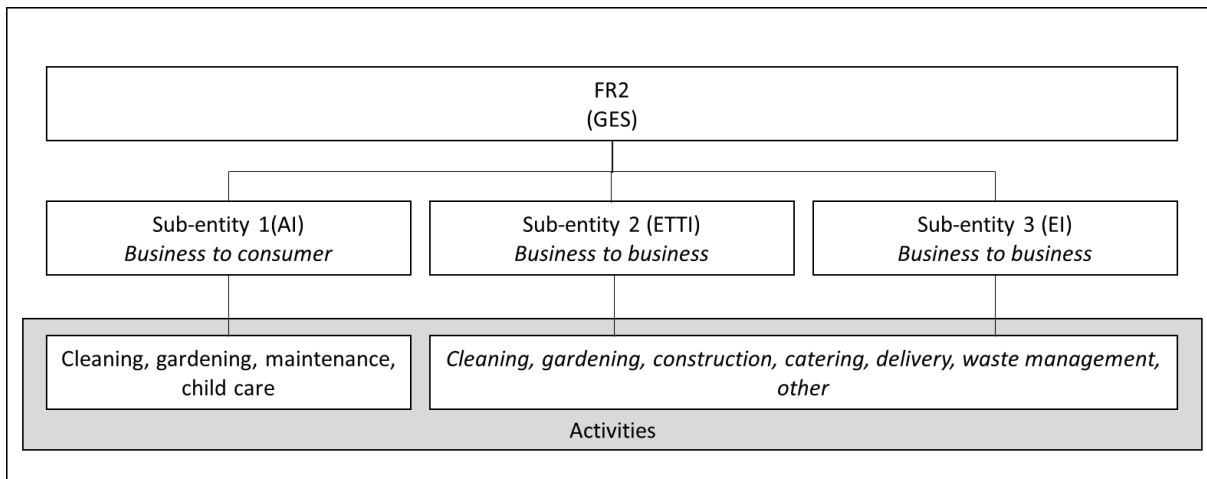 FR2
(GES)
Sub-entity 1(AI)
Business to consumer
Sub-entity 2 (ETTI)
Business to business
Sub-entity 3 (EI)
Business to business
Cleaning, gardening, maintenance,
child care
Cleaning, gardening, construction, catering, delivery, waste management,
other
Activities